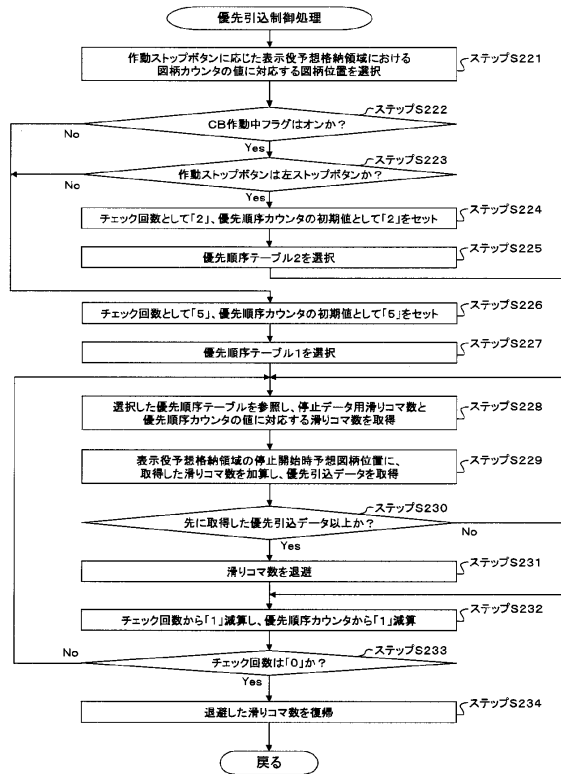 優先引込制御処理
作動ストップボタンに応じた表示役予想格納領域における
図柄カウンタの値に対応する図柄位置を選択
ステップS221
ステップS222
CB作動中フラグはオンか?
No
Yes
ステップS223
作動ストップボタンは左ストップボタンか?
No
Yes
ステップS224
チェック回数として「2」、優先順序カウンタの初期値として「2」をセット
ステップS225
優先順序テーブル2を選択
ステップS226
チェック回数として「5」、優先順序カウンタの初期値として「5」をセット
ステップS227
優先順序テーブル1を選択
ステップS228
選択した優先順序テーブルを参照し、停止データ用滑りコマ数と
優先順序カウンタの値に対応する滑りコマ数を取得
ステップS229
表示役予想格納領域の停止開始時予想図柄位置に、
取得した滑りコマ数を加算し、優先引込データを取得
ステップS230
先に取得した優先引込データ以上か?
No
Yes
ステップS231
滑りコマ数を退避
ステップS232
チェック回数から「1」減算し、優先順序カウンタから「1」減算
ステップS233
No
チェック回数は「0」か?
Yes
ステップS234
退避した滑りコマ数を復帰
戻る